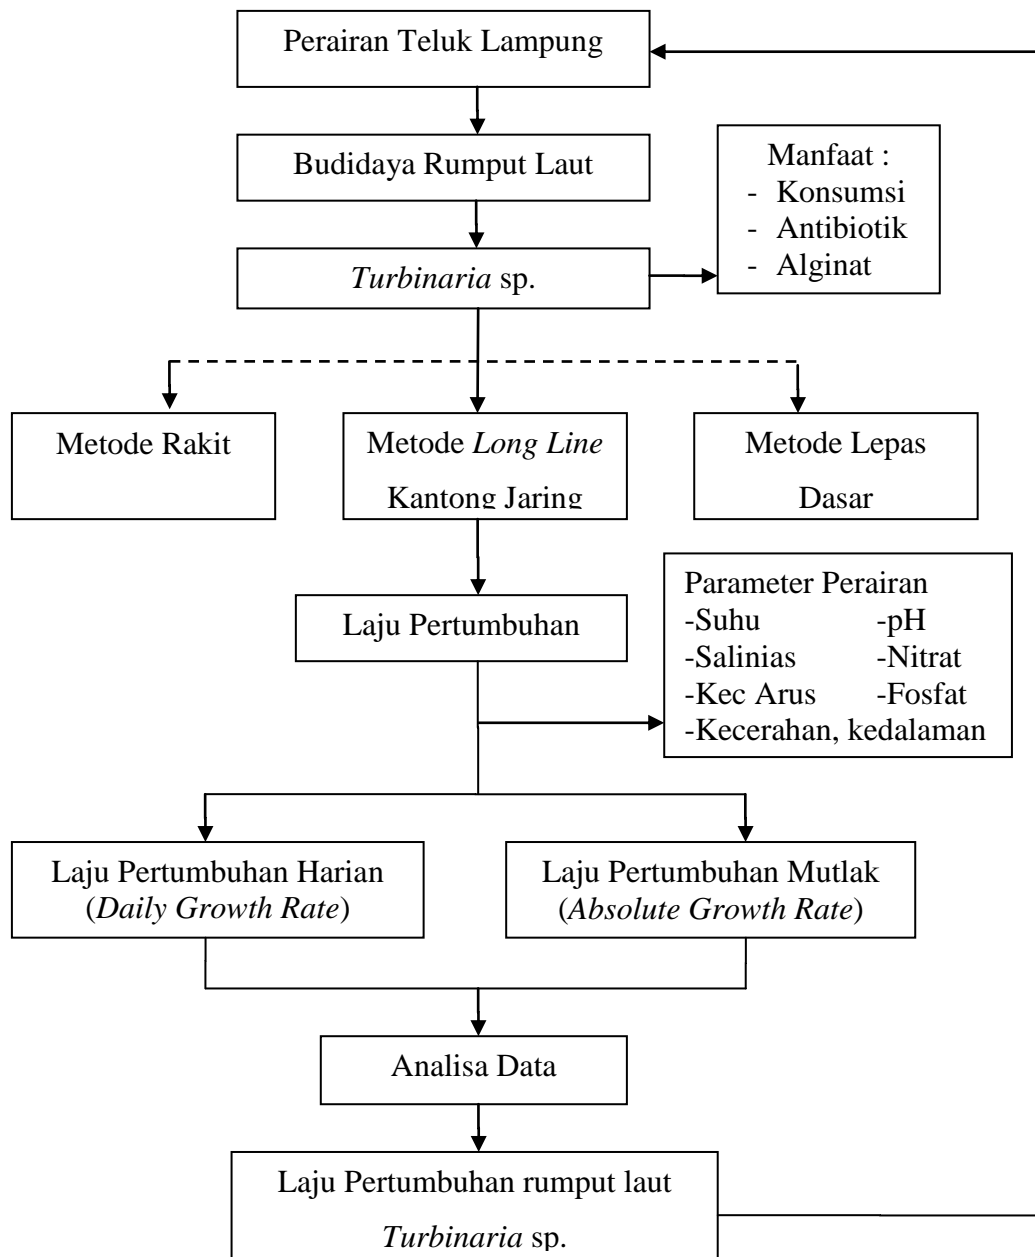 Perairan Teluk Lampung
Budidaya Rumput Laut
Manfaat :
- Konsumsi
- Antibiotik
- Alginat
Turbinaria sp.
Metode Rakit
Metode Long Line
Kantong Jaring
Metode Lepas
Dasar
Laju Pertumbuhan
Parameter Perairan
-Suhu -pH
-Salinias -Nitrat
-Kec Arus -Fosfat
-Kecerahan, kedalaman
Laju Pertumbuhan Harian
(Daily Growth Rate)
Laju Pertumbuhan Mutlak
(Absolute Growth Rate)
Analisa Data
Laju Pertumbuhan rumput laut
Turbinaria sp.